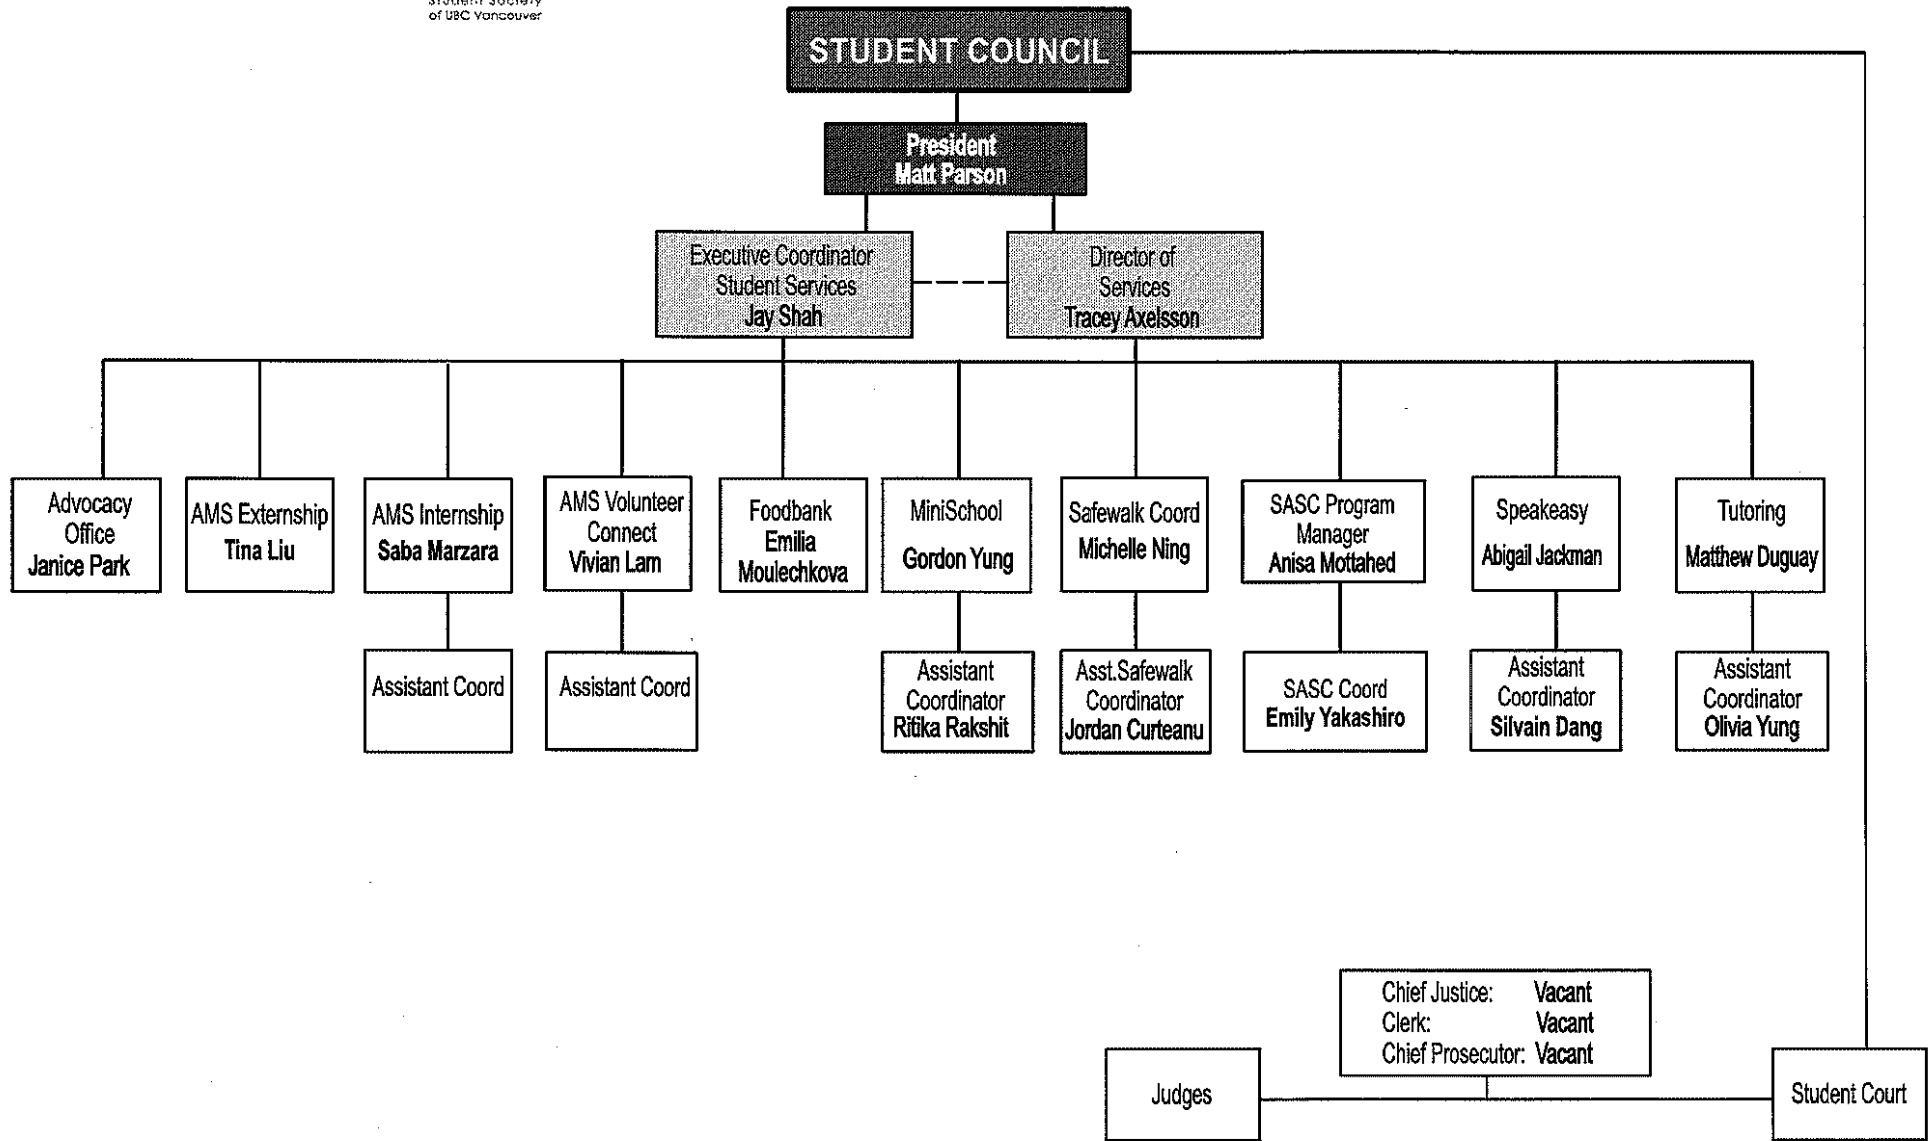 Student Society
of UBC Vancouver
STUDENT COUNCIL
President
Matt Parson
Executive Coordinator
Student Services
Jay Shah
Director of
Services
Tracey Axelsson
Advocacy
Office
Janice Park
AMS Externship
Tina Liu
AMS Internship
Saba Marzara
AMS Volunteer
Connect
Vivian Lam
Foodbank
Emilia
Moulechkova
MiniSchool
Gordon Yung
Safewalk Coord
Michelle Ning
SASC Program
Manager
Anisa Mottahed
Speakeasy
Abigail Jackman
Tutoring
Matthew Duguay
Assistant Coord
Assistant Coord
Assistant
Coordinator
Ritika Rakshit
Asst.Safewalk
Coordinator
Jordan Curteanu
SASC Coord
Emily Yakashiro
Assistant
Coordinator
Silvain Dang
Assistant
Coordinator
Olivia Yung
Chief Justice: Vacant
Clerk: Vacant
Chief Prosecutor: Vacant
Judges
Student Court